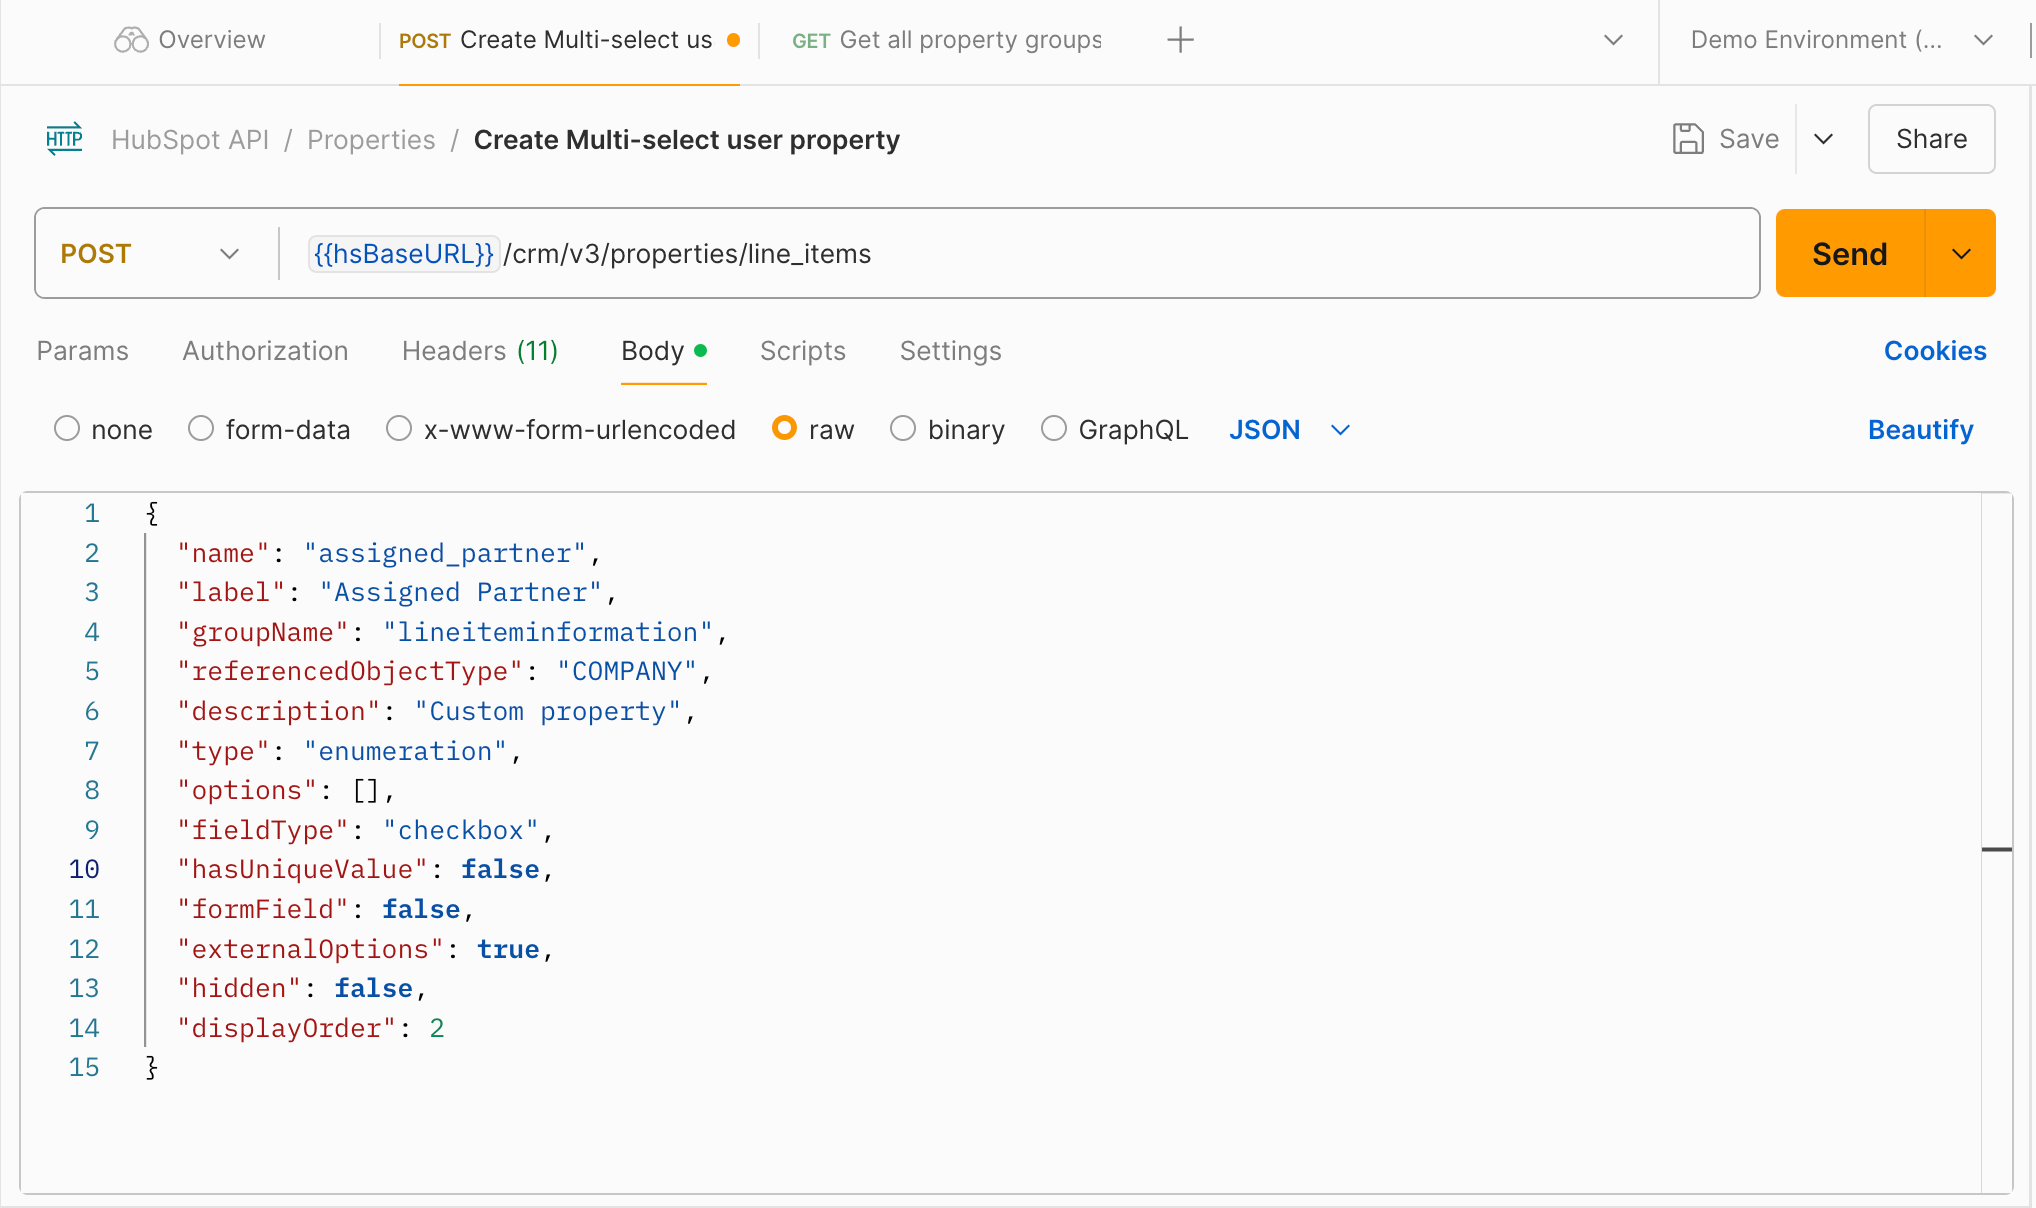 Overview
POST Create Multi-select us
GET Get all property groups
Demo Environment (...
HTTP HubSpot API / Properties / Create Multi-select user property
Save
Share
POST
{{hsBaseURL}}/crm/v3/properties/line_items
Send
Params Authorization Headers (11) Body Scripts Settings
Cookies
none form-data x-www-form-urlencoded raw binary GraphQL JSON
Beautify
1 {
2 "name": "assigned_partner",
3 "label": "Assigned Partner",
4 "groupName": "lineiteminformation",
5 "referencedObjectType": "COMPANY",
6 "description": "Custom property",
7 "type": "enumeration",
8 "options": [],
9 "fieldType": "checkbox",
10 "hasUniqueValue": false,
11 "formField": false,
12 "externalOptions": true,
13 "hidden": false,
14 "displayOrder": 2
15 }